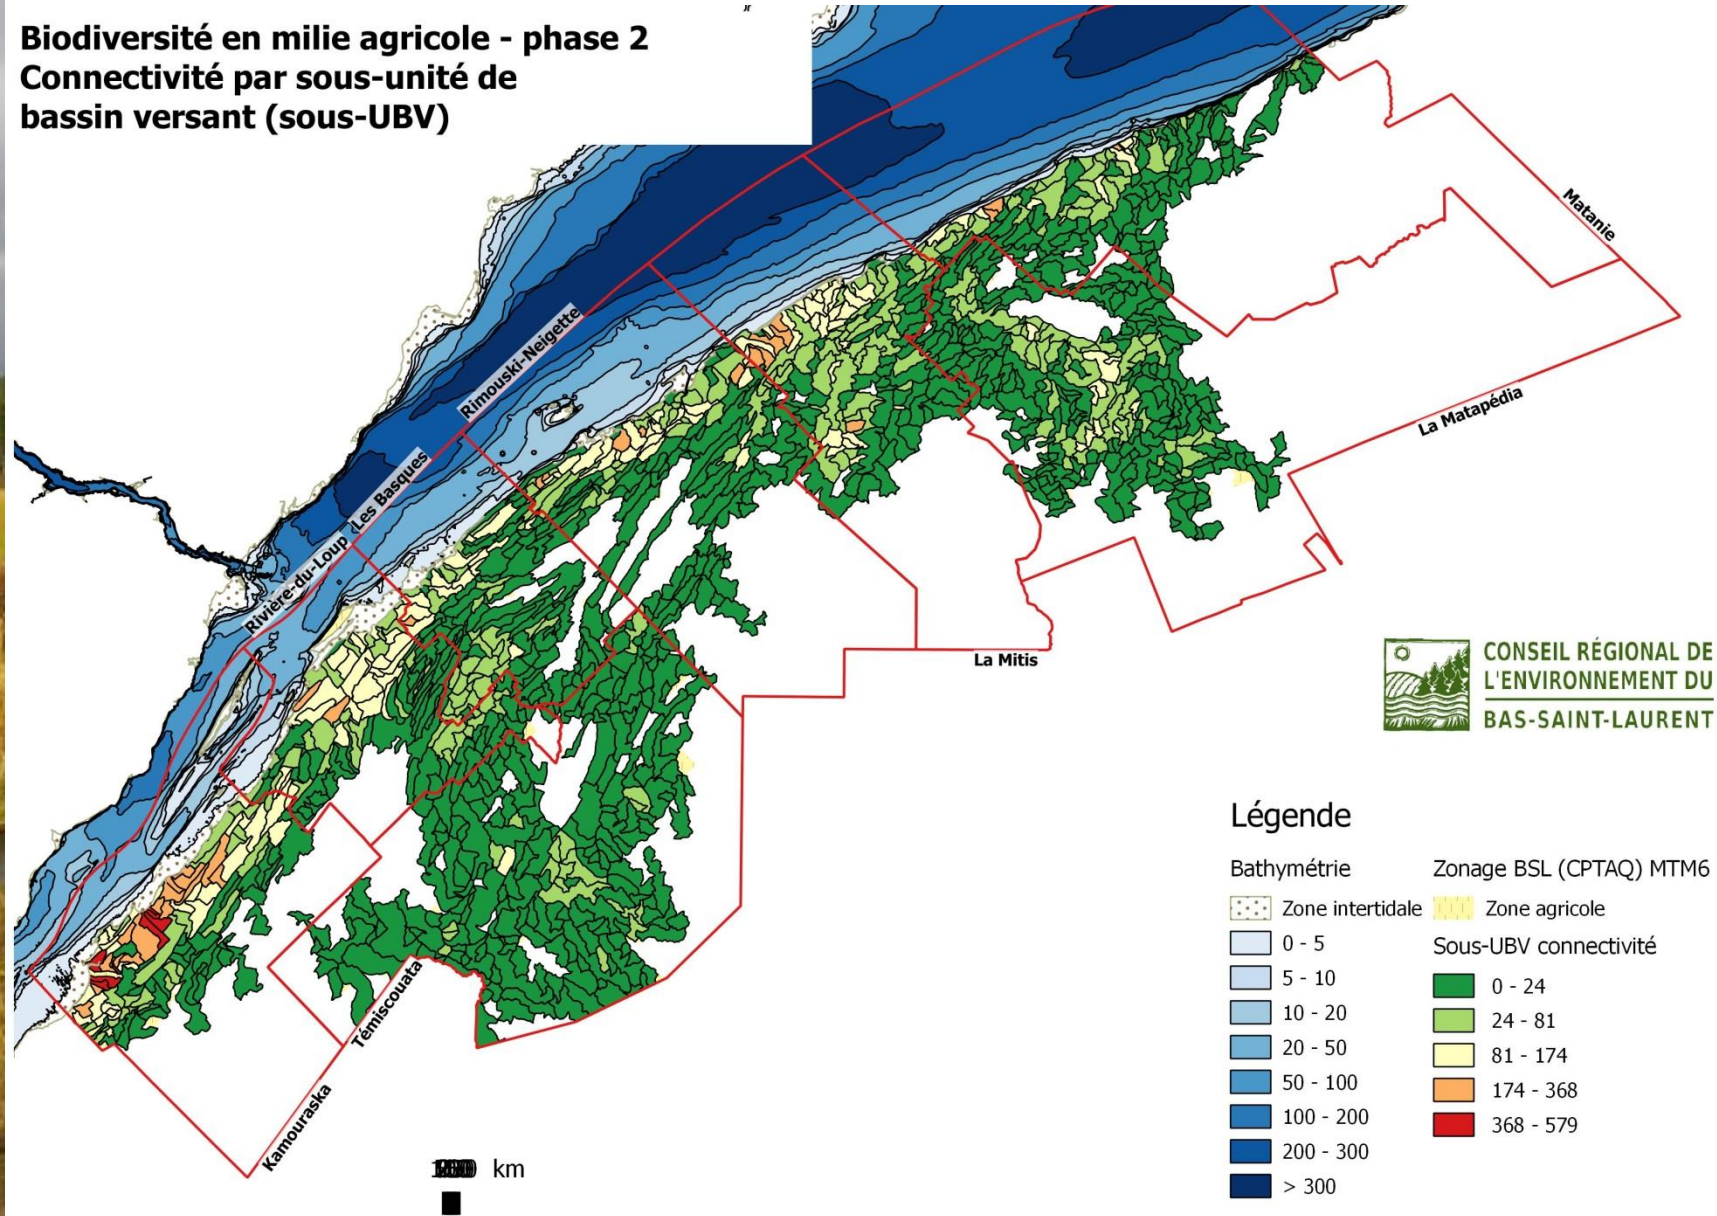 Biodiversité en milie agricole - phase 2
Connectivité par sous-unité de
bassin versant (sous-UBV)
Matanie
Rimouski-Neigette
La Matapédia
Les Basques
Rivière-du-Loup
La Mitis
CONSEIL RÉGIONAL DE
L'ENVIRONNEMENT DU
BAS-SAINT-LAURENT
Légende
Bathymétrie
Zone intertidale
0 - 5
5 - 10
10 - 20
20 - 50
50 - 100
100 - 200
200 - 300
> 300
Zonage BSL (CPTAQ) MTM6
Zone agricole
Sous-UBV connectivité
0 - 24
24 - 81
81 - 174
174 - 368
368 - 579
Témiscouata
Kamouraska
km